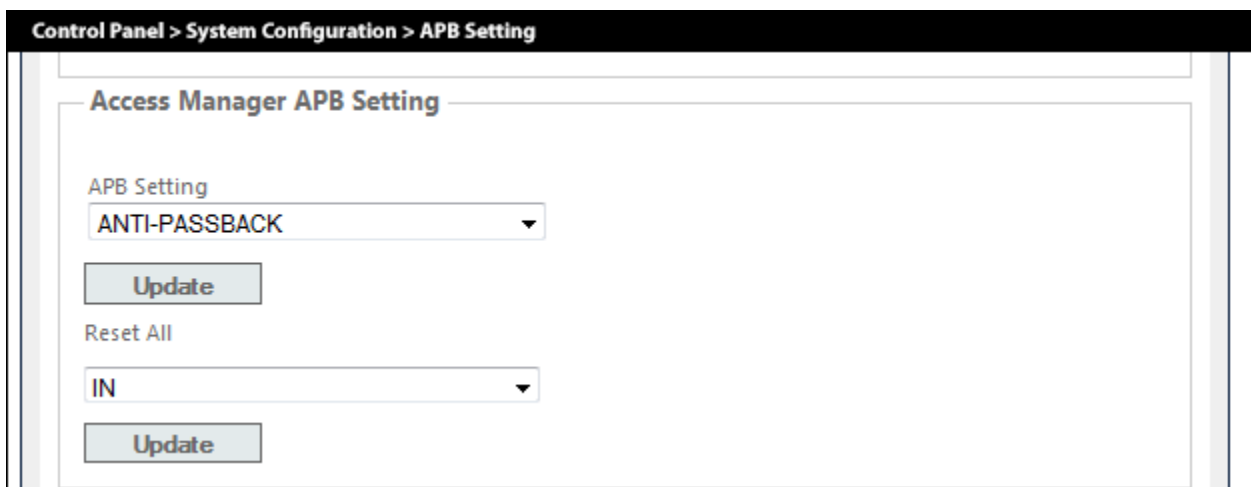 Control Panel > System Configuration > APB Setting
Access Manager APB Setting
APB Setting
ANTI-PASSBACK
Update
Reset All
IN
Update